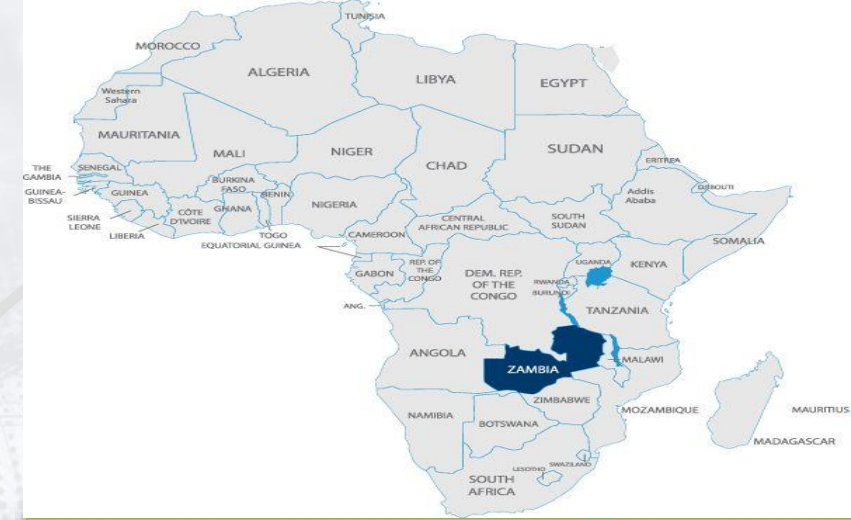 TUNISIA
MOROCCO
ALGERIA
LIBYA
EGYPT
Western
Sahara
MAURITANIA
MALI
NIGER
CHAD
SUDAN
ERITREA
THE
GAMBIA
SENEGAL
GUINEA-
BISSAU
GUINEA
BURKINA
FASO
BENIN
NIGERIA
Addis
Ababa
DJIBOUTI
SIERRA
LEONE
CÔTE
D'IVOIRE
GHANA
LIBERIA
TOGO
CAMEROON
CENTRAL
AFRICAN REPUBLIC
SOUTH
SUDAN
SOMALIA
EQUATORIAL GUINEA
GABON
REP. OF
THE
CONGO
DEM. REP.
OF THE
CONGO
UGANDA
KENYA
RWANDA
BURUNDI
ANG.
TANZANIA
ANGOLA
ZAMBIA
MALAWI
ZIMBABWE
MOZAMBIQUE
MAURITIUS
NAMIBIA
BOTSWANA
MADAGASCAR
LESOTHO
SWAZILAND
SOUTH
AFRICA